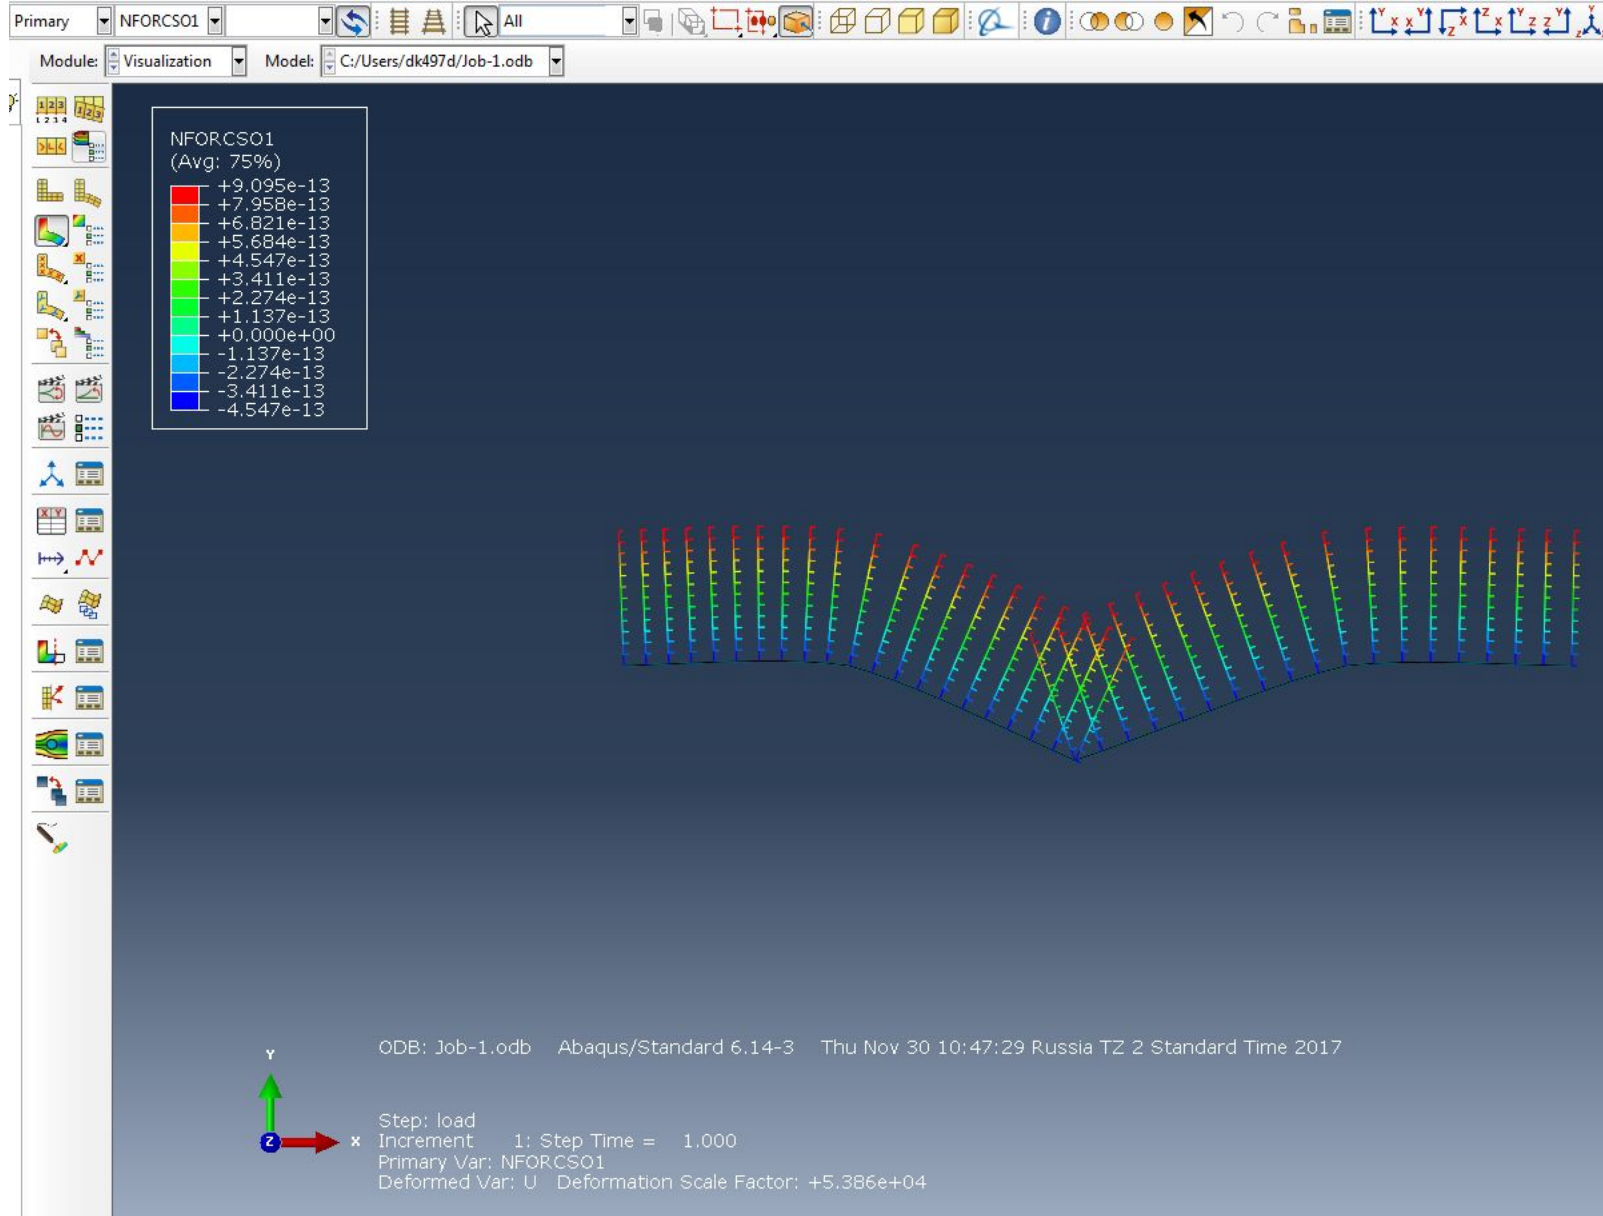 Primary NFORCSO1 All
Module: Visualization Model: C:/Users/dk497d/Job-1.odb
NFORCSO1
(Avg: 75%)
+9.095e-13
+7.958e-13
+6.821e-13
+5.684e-13
+4.547e-13
+3.411e-13
+2.274e-13
+1.137e-13
+0.000e+00
-1.137e-13
-2.274e-13
-3.411e-13
-4.547e-13
ODB: Job-1.odb Abaqus/Standard 6.14-3 Thu Nov 30 10:47:29 Russia TZ 2 Standard Time 2017
Y
Z
X
Step: load
Increment 1: Step Time = 1.000
Primary Var: NFORCSO1
Deformed Var: U Deformation Scale Factor: +5.386e+04